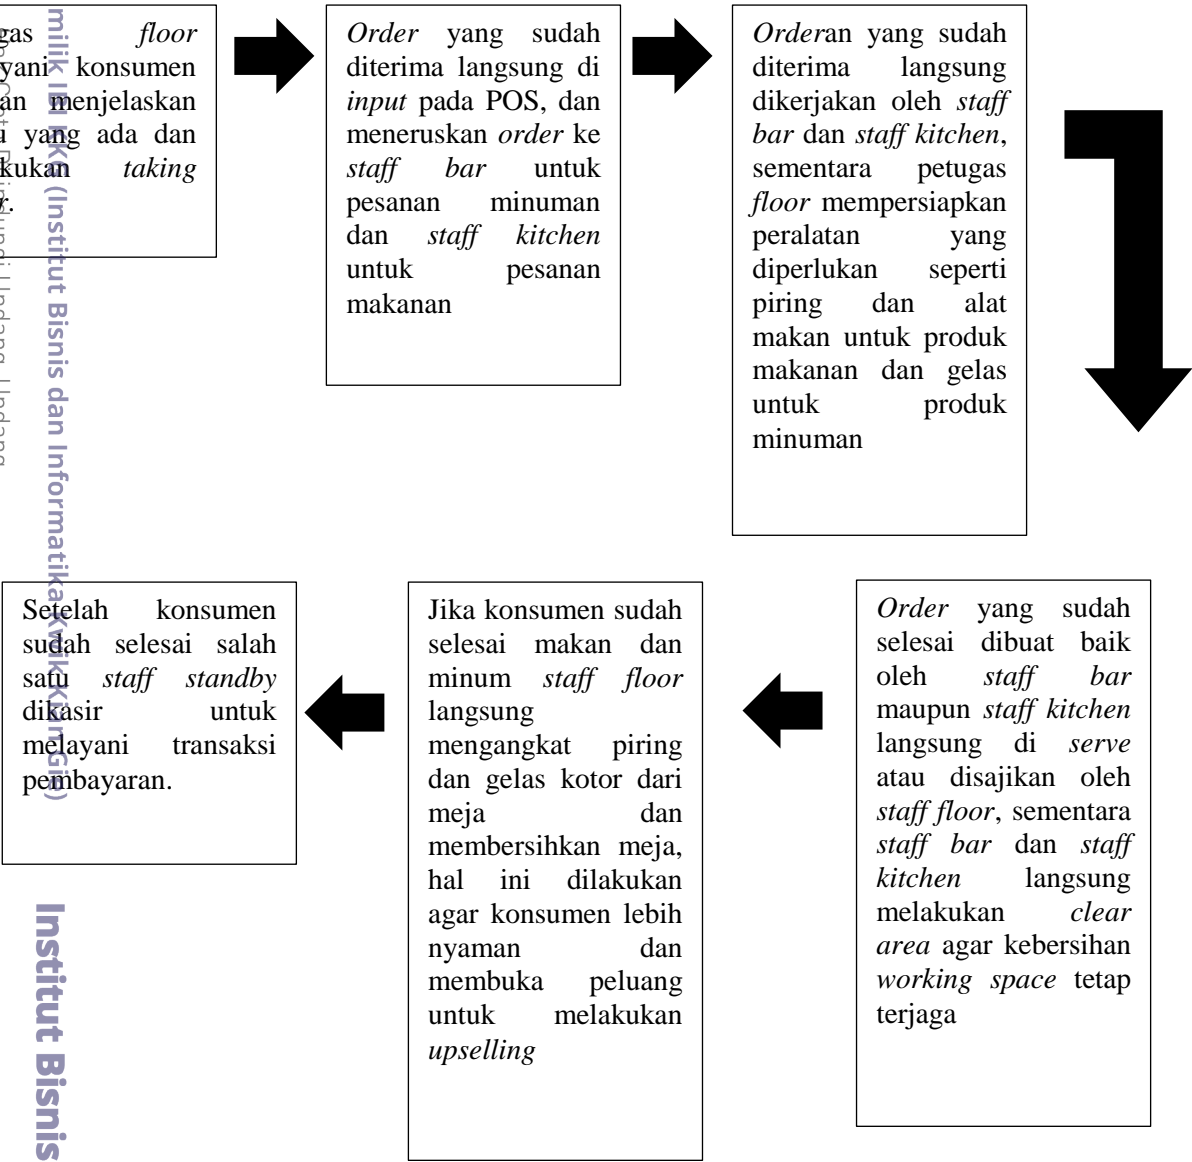 floor
konsumen
menjelaskan
yang ada dan
taking
Order yang sudah
diterima langsung di
input pada POS, dan
meneruskan order ke
staff bar untuk
pesanan minuman
dan staff kitchen
untuk pesanan
makanan
Orderan yang sudah
diterima langsung
dikerjakan oleh staff
bar dan staff kitchen,
sementara petugas
floor mempersiapkan
peralatan yang
diperlukan seperti
piring dan alat
makan untuk produk
makanan dan gelas
untuk produk
minuman
Order yang sudah
selesai dibuat baik
oleh staff bar
maupun staff kitchen
langsung di serve
atau disajikan oleh
staff floor, sementara
staff bar dan staff
kitchen langsung
melakukan clear
area agar kebersihan
working space tetap
terjaga
Jika konsumen sudah
selesai makan dan
minum staff floor
langsung
mengangkat piring
dan gelas kotor dari
meja dan
membersihkan meja,
hal ini dilakukan
agar konsumen lebih
nyaman dan
membuka peluang
untuk melakukan
upselling
Setelah konsumen
sudah selesai salah
satu staff standby
dikasir untuk
melayani transaksi
pembayaran.
milik IBI KKG (Institut Bisnis dan Informatika Kwik Kian Gie)
Institut Bisnis